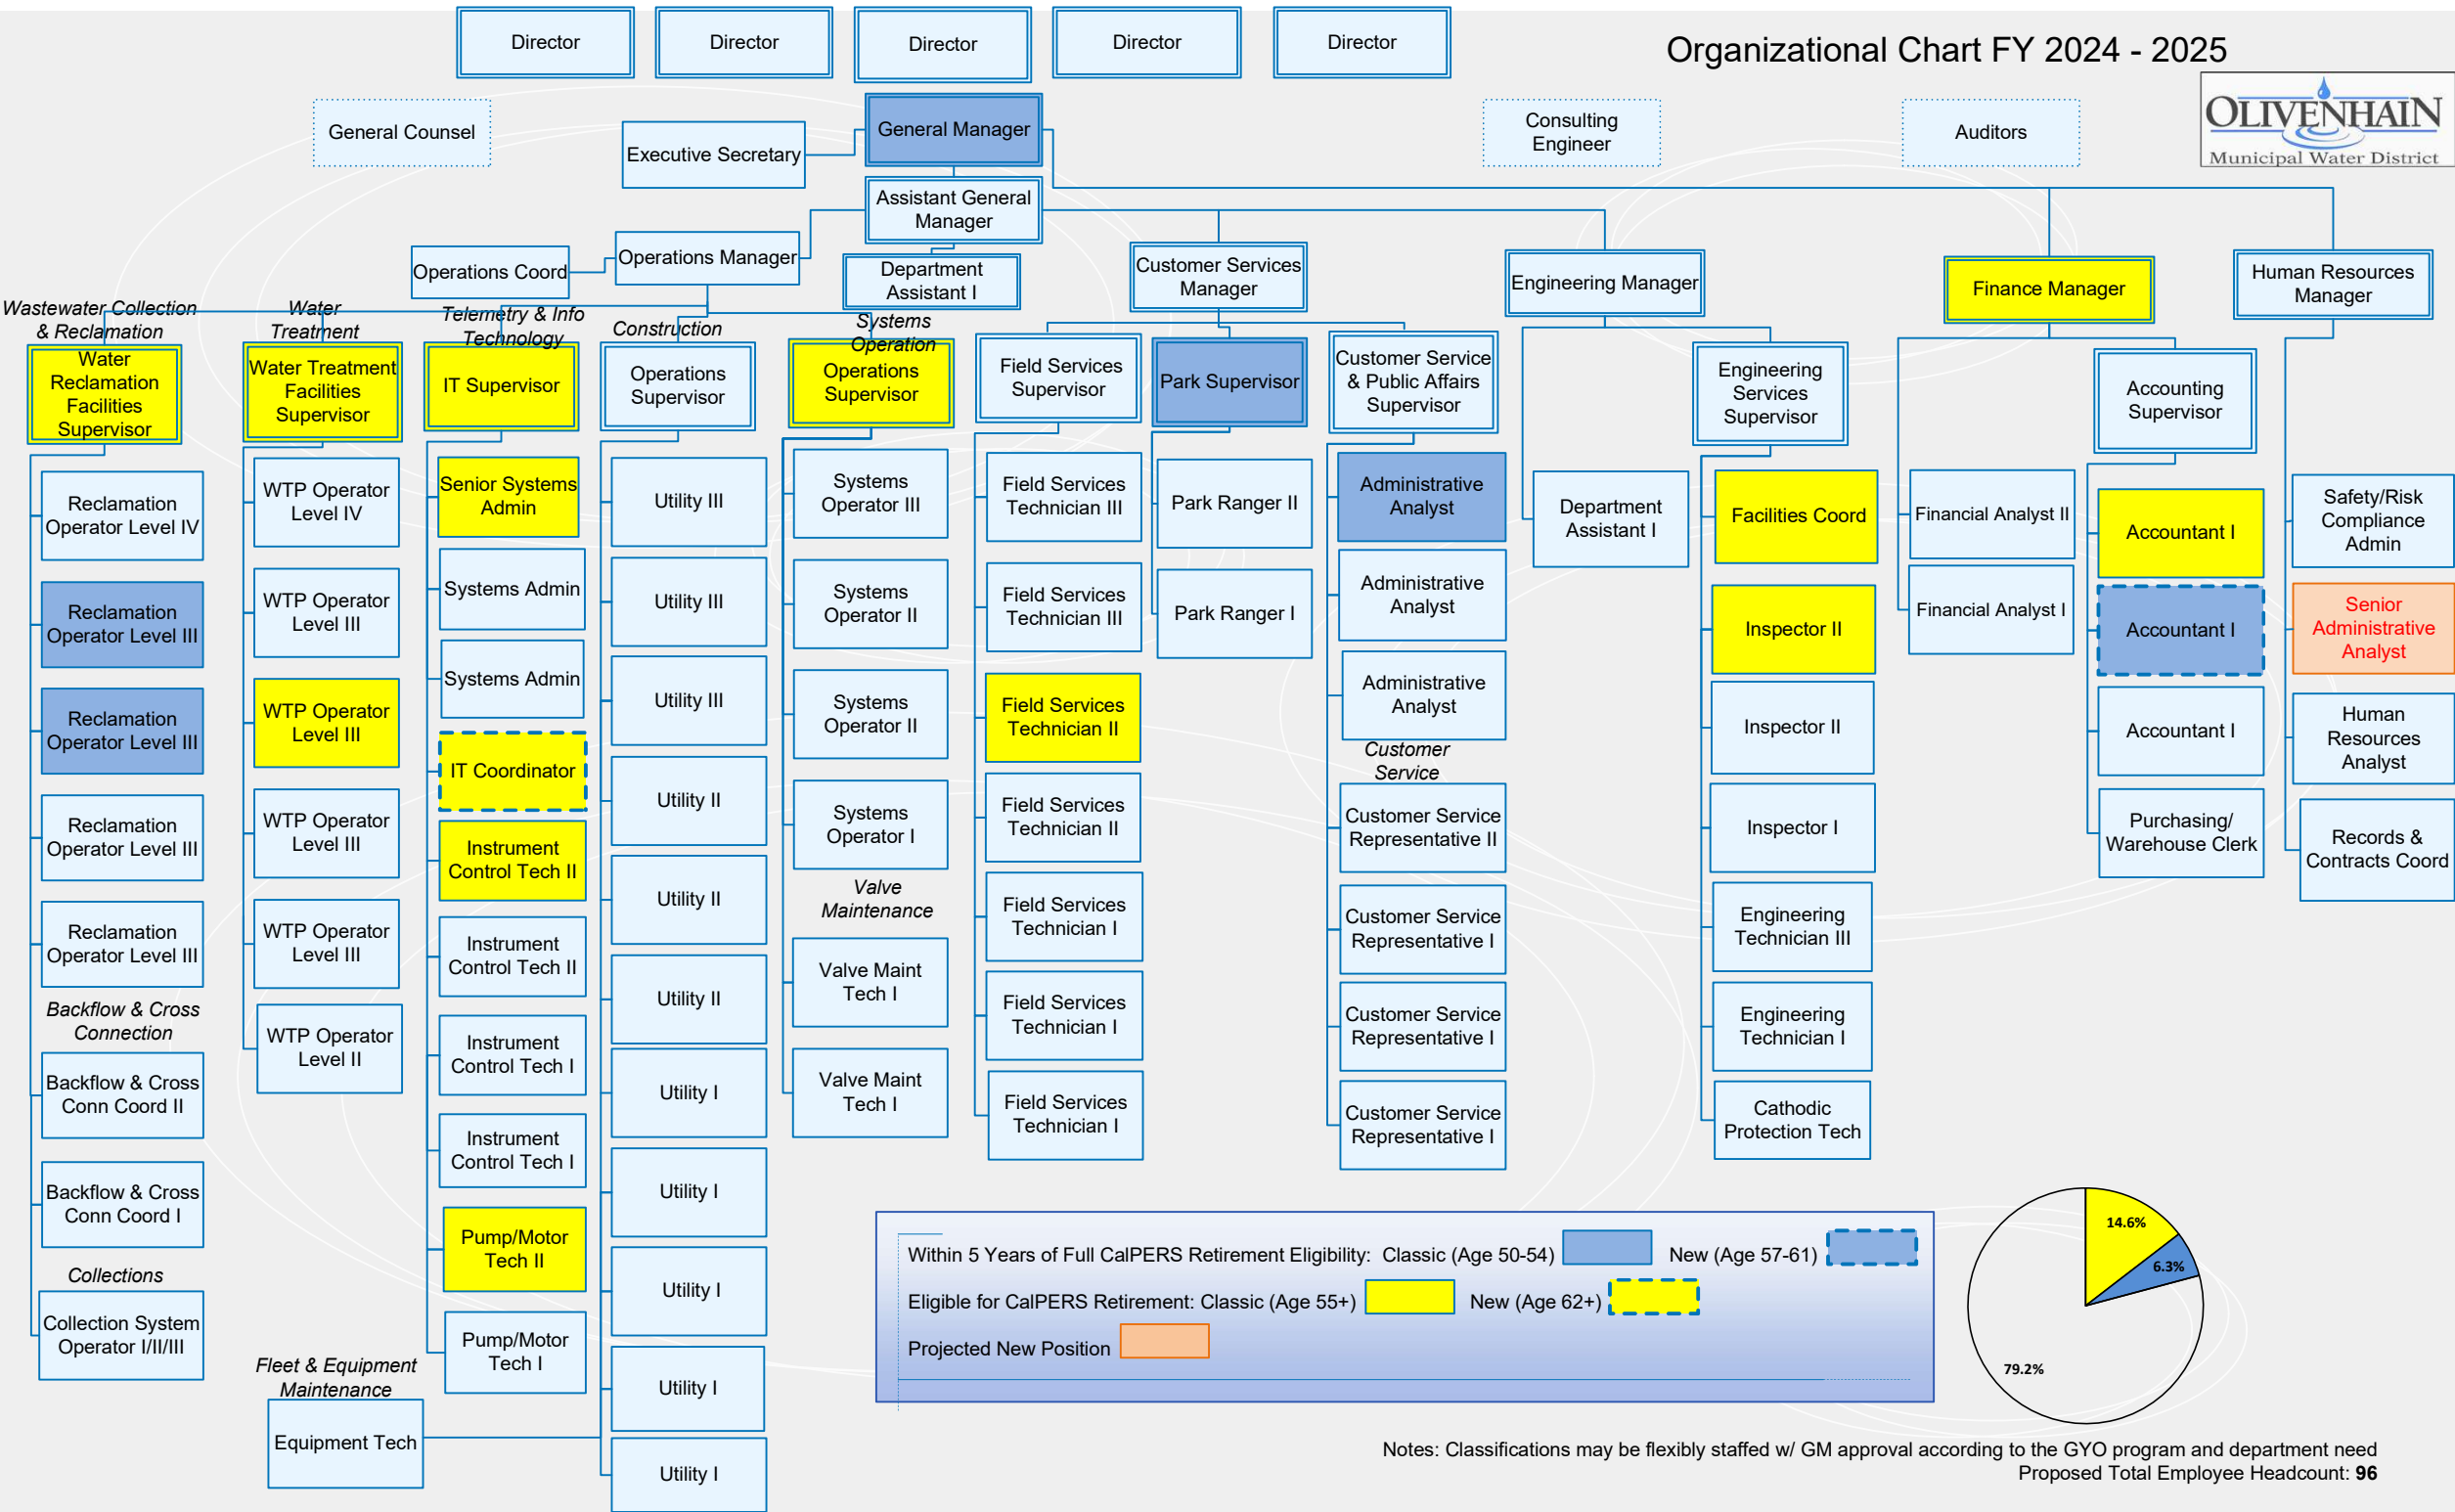 Director
Director
Director
Director
Director
Organizational Chart FY 2024 - 2025
OLIVENHAIN
Municipal Water District
General Counsel
Executive Secretary
General Manager
Consulting
Engineer
Auditors
Assistant General
Manager
Operations Coord
Operations Manager
Department
Assistant I
Customer Services
Manager
Engineering Manager
Finance Manager
Human Resources
Manager
Wastewater Collection
& Reclamation
Water
Reclamation
Facilities
Supervisor
Reclamation
Operator Level IV
Reclamation
Operator Level III
Reclamation
Operator Level III
Reclamation
Operator Level III
Reclamation
Operator Level III
Backflow & Cross
Connection
Backflow & Cross
Conn Coord II
Backflow & Cross
Conn Coord I
Collections
Collection System
Operator I/II/III
Water
Treatment
Water Treatment
Facilities
Supervisor
WTP Operator
Level IV
WTP Operator
Level III
WTP Operator
Level III
WTP Operator
Level III
WTP Operator
Level III
WTP Operator
Level II
Fleet & Equipment
Maintenance
Equipment Tech
Telemetry & Info
Technology
IT Supervisor
Senior Systems
Admin
Systems Admin
Systems Admin
IT Coordinator
Instrument
Control Tech II
Instrument
Control Tech II
Instrument
Control Tech I
Instrument
Control Tech I
Pump/Motor
Tech II
Pump/Motor
Tech I
Construction
Operations
Supervisor
Utility III
Utility III
Utility III
Utility II
Utility II
Utility II
Utility I
Utility I
Utility I
Utility I
Utility I
Systems
Operation
Operations
Supervisor
Systems
Operator III
Systems
Operator II
Systems
Operator II
Systems
Operator I
Valve
Maintenance
Valve Maint
Tech I
Valve Maint
Tech I
Field Services
Supervisor
Field Services
Technician III
Field Services
Technician III
Field Services
Technician II
Field Services
Technician II
Field Services
Technician I
Field Services
Technician I
Field Services
Technician I
Park Supervisor
Park Ranger II
Park Ranger I
Customer Service
& Public Affairs
Supervisor
Administrative
Analyst
Administrative
Analyst
Administrative
Analyst
Customer
Service
Customer Service
Representative II
Customer Service
Representative I
Customer Service
Representative I
Customer Service
Representative I
Department
Assistant I
Engineering
Services
Supervisor
Facilities Coord
Inspector II
Inspector II
Inspector I
Engineering
Technician III
Engineering
Technician I
Cathodic
Protection Tech
Financial Analyst II
Financial Analyst I
Accounting
Supervisor
Accountant I
Accountant I
Accountant I
Purchasing/
Warehouse Clerk
Safety/Risk
Compliance
Admin
Senior
Administrative
Analyst
Human
Resources
Analyst
Records &
Contracts Coord
Within 5 Years of Full CalPERS Retirement Eligibility: Classic (Age 50-54) New (Age 57-61)
Eligible for CalPERS Retirement: Classic (Age 55+) New (Age 62+)
Projected New Position
14.6%
6.3%
79.2%
Notes: Classifications may be flexibly staffed w/ GM approval according to the GYO program and department need
Proposed Total Employee Headcount: 96